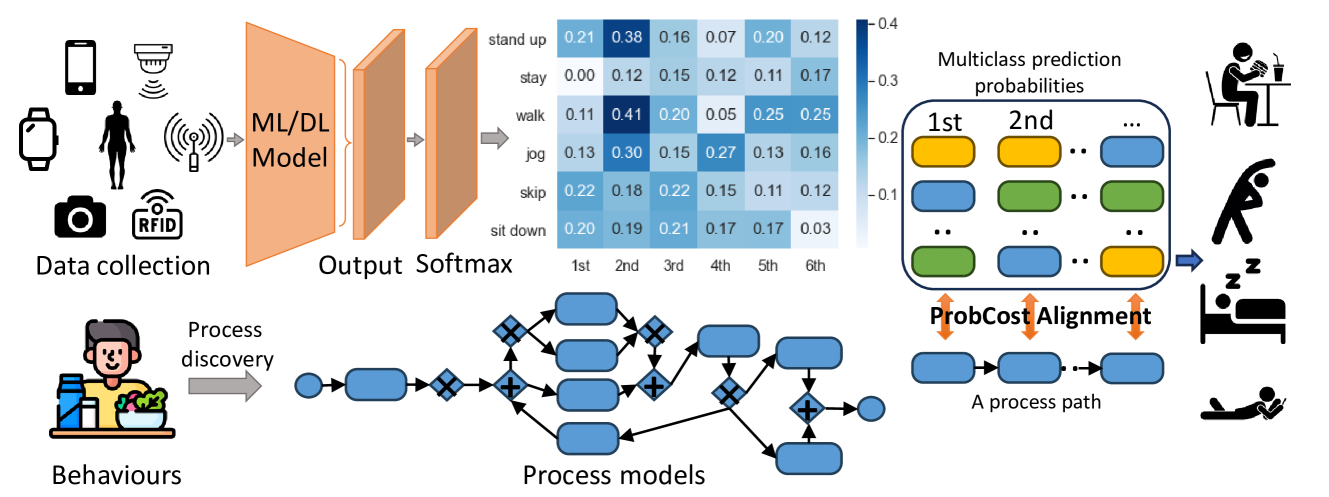 Data collection
RFID
ML/DL
Model
Output
Softmax
stand up 0.21 0.38 0.16 0.07 0.20 0.12
stay 0.00 0.12 0.15 0.12 0.11 0.17
walk 0.11 0.41 0.20 0.05 0.25 0.25
jog 0.13 0.30 0.15 0.27 0.13 0.16
skip 0.22 0.18 0.22 0.15 0.11 0.12
sit down 0.20 0.19 0.21 0.17 0.17 0.03
1st 2nd 3rd 4th 5th 6th
0.4
0.3
0.2
0.1
Multiclass prediction
probabilities
1st 2nd ...
ProbCost Alignment
A process path
z z
Process
discovery
Behaviours
Process models